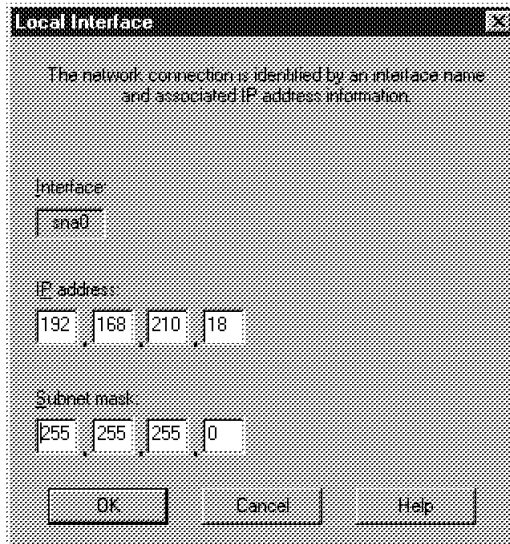 Local Interface
The network connection is identified by an interface name
and associated IP address information.
Interface:
sna0
IP address:
192 . 168 . 210 . 18
Subnet mask:
255 . 255 . 255 . 0
OK Cancel Help